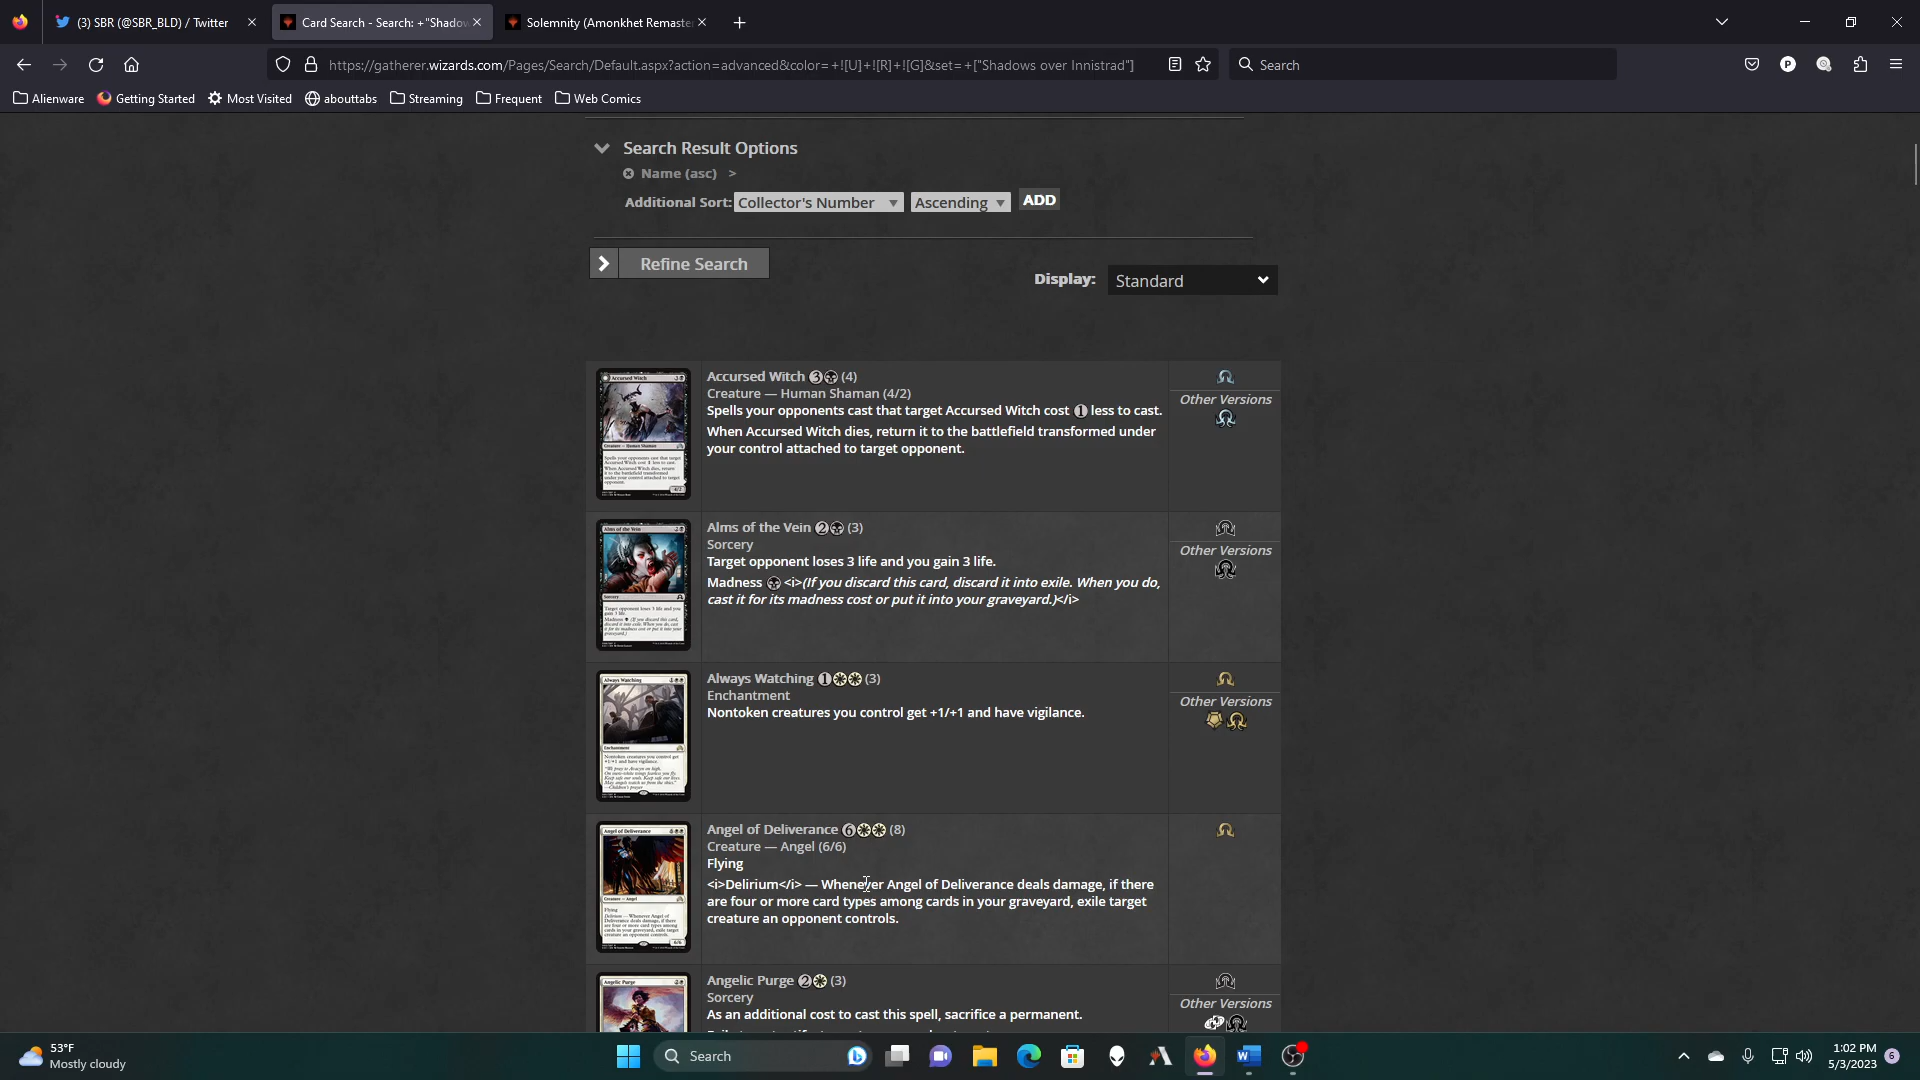 (3) SBR (@SBR_BLD) / Twitter
Card Search - Search: +"Shadow
Solemnity (Amonkhet Remaste
https://gatherer.wizards.com/Pages/Search/Default.aspx?action=advanced&color=+![U]+![R]+![G]&set=+["Shadows over Innistrad"]
Search
Alienware
Getting Started
Most Visited
abouttabs
Streaming
Frequent
Web Comics
Search Result Options
Name (asc) >
Additional Sort: Collector's Number Ascending ADD
Refine Search
Display: Standard
Accursed Witch 3 (4)
Creature — Human Shaman (4/2)
Spells your opponents cast that target Accursed Witch cost 1 less to cast.
When Accursed Witch dies, return it to the battlefield transformed under
your control attached to target opponent.
Other Versions
Alms of the Vein 2 (3)
Sorcery
Target opponent loses 3 life and you gain 3 life.
Madness <i>(If you discard this card, discard it into exile. When you do,
cast it for its madness cost or put it into your graveyard.)</i>
Other Versions
Always Watching 1 (3)
Enchantment
Nontoken creatures you control get +1/+1 and have vigilance.
Other Versions
Angel of Deliverance 6 (8)
Creature — Angel (6/6)
Flying
<i>Delirium</i> — Whenever Angel of Deliverance deals damage, if there
are four or more card types among cards in your graveyard, exile target
creature an opponent controls.
Angelic Purge 2 (3)
Sorcery
As an additional cost to cast this spell, sacrifice a permanent.
Other Versions
53°F
Mostly cloudy
Search
1:02 PM
5/3/2023
6